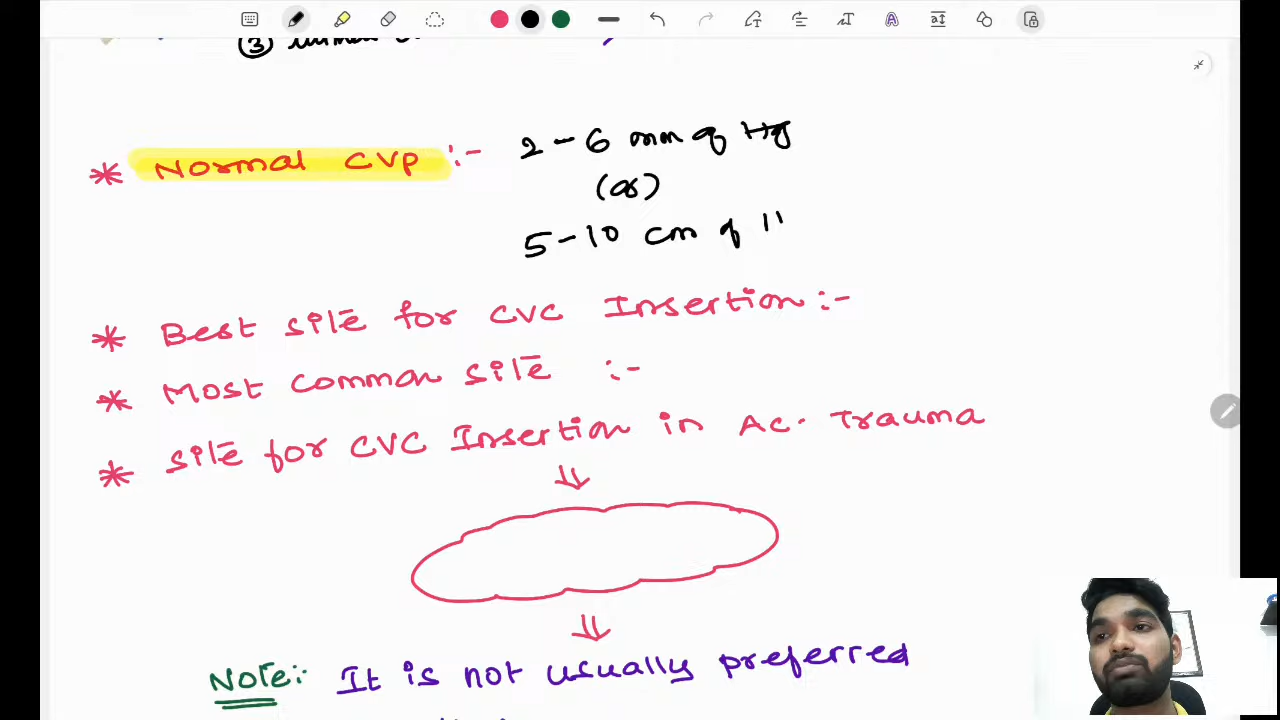 * Normal CVP :- 2-6 mm of Hg
(or)
5-10 cm of
* Best site for CVC Insertion :-
* Most common site :-
* site for CVC Insertion in Ac. Trauma
⇓
⇓
Note:- It is not usually preferred